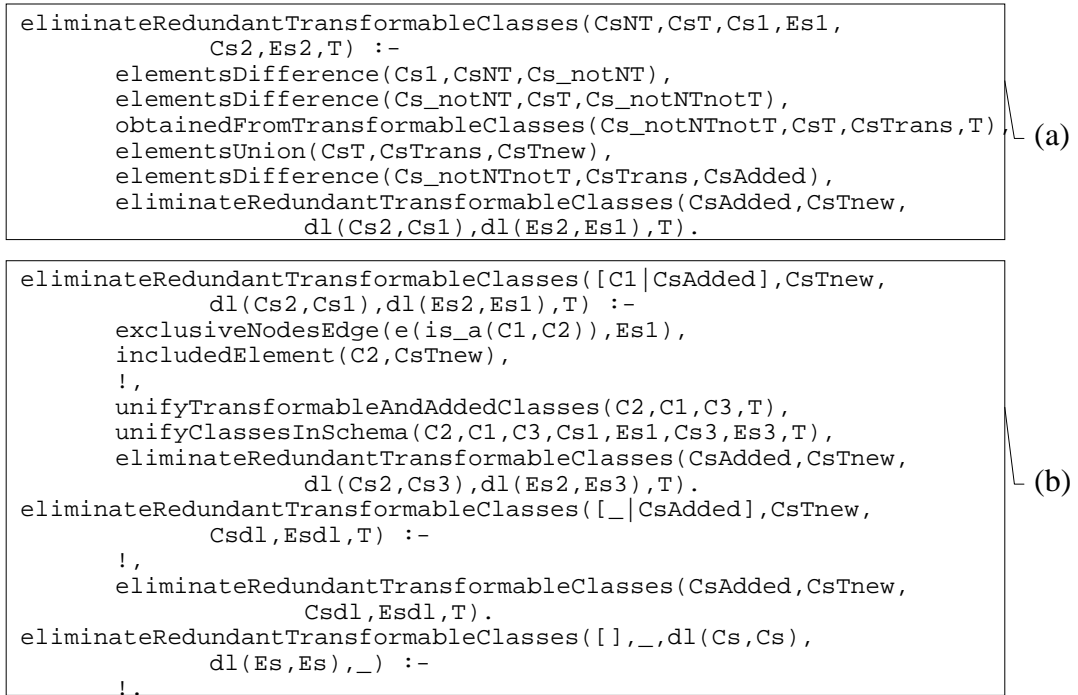 eliminateRedundantTransformableClasses(CsNT,CsT,Cs1,Es1,
Cs2,Es2,T) :-
elementsDifference(Cs1,CsNT,Cs_notNT),
elementsDifference(Cs_notNT,CsT,Cs_notNTnotT),
obtainedFromTransformableClasses(Cs_notNTnotT,CsT,CsTrans,T),
elementsUnion(CsT,CsTrans,CsTnew),
elementsDifference(Cs_notNTnotT,CsTrans,CsAdded),
eliminateRedundantTransformableClasses(CsAdded,CsTnew,
dl(Cs2,Cs1),dl(Es2,Es1),T).
(a)
eliminateRedundantTransformableClasses([C1|CsAdded],CsTnew,
dl(Cs2,Cs1),dl(Es2,Es1),T) :-
exclusiveNodesEdge(e(is_a(C1,C2)),Es1),
includedElement(C2,CsTnew),
!,
unifyTransformableAndAddedClasses(C2,C1,C3,T),
unifyClassesInSchema(C2,C1,C3,Cs1,Es1,Cs3,Es3,T),
eliminateRedundantTransformableClasses(CsAdded,CsTnew,
dl(Cs2,Cs3),dl(Es2,Es3),T).
(b)
eliminateRedundantTransformableClasses([_|CsAdded],CsTnew,
Csdl,Esdl,T) :-
!,
eliminateRedundantTransformableClasses(CsAdded,CsTnew,
Csdl,Esdl,T).
eliminateRedundantTransformableClasses([],_,dl(Cs,Cs),
dl(Es,Es),_) :-
!.